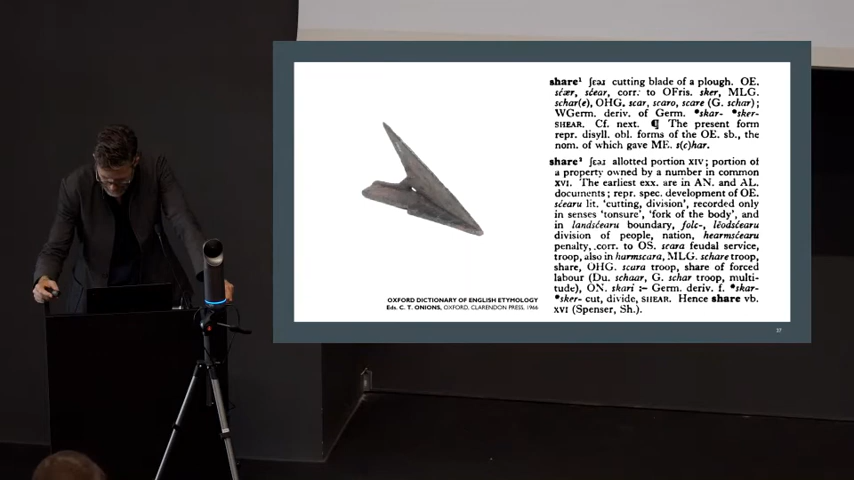 share¹ ʃɛəɹ cutting blade of a plough. OE.
sċær, sċear, corr. to OFris. sker, MLG.
schar(e), OHG. scar, scaro, scare (G. schar);
WGerm. deriv. of Germ. *skar- *sker-
SHEAR. Cf. next. ¶ The present form
repr. disyll. obl. forms of the OE. sb., the
nom. of which gave ME. s(c)har.
share² ʃɛəɹ allotted portion XIV; portion of
a property owned by a number in common
XVI. The earliest exx. are in AN. and AL.
documents; repr. spec. development of OE.
sċearu lit. 'cutting, division', recorded only
in senses 'tonsure', 'fork of the body', and
in landsċearu boundary, folc-, lēodsċearu
division of people, nation, hearmsċearu
penalty, corr. to OS. scara feudal service,
troop, also in harmscara, MLG. schare troop,
share, OHG. scara troop, share of forced
labour (Du. schaar, G. schar troop, multi-
tude), ON. skari :- Germ. deriv. f. *skar-
*sker- cut, divide, SHEAR. Hence share vb.
XVI (Spenser, Sh.).
OXFORD DICTIONARY OF ENGLISH ETYMOLOGY
Eds. C. T. ONIONS, OXFORD, CLARENDON PRESS, 1966
37